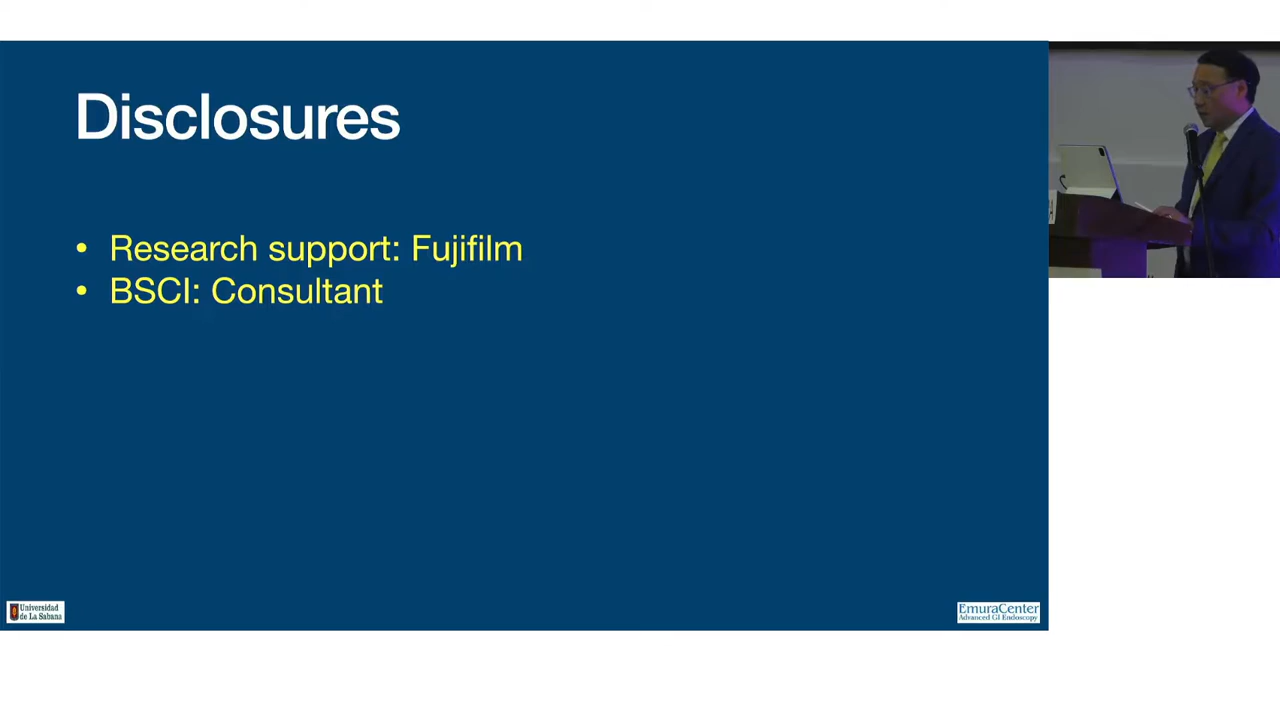 Disclosures
• Research support: Fujifilm
• BSCI: Consultant
Universidad
de La Sabana
EmuraCenter
Advanced GI Endoscopy